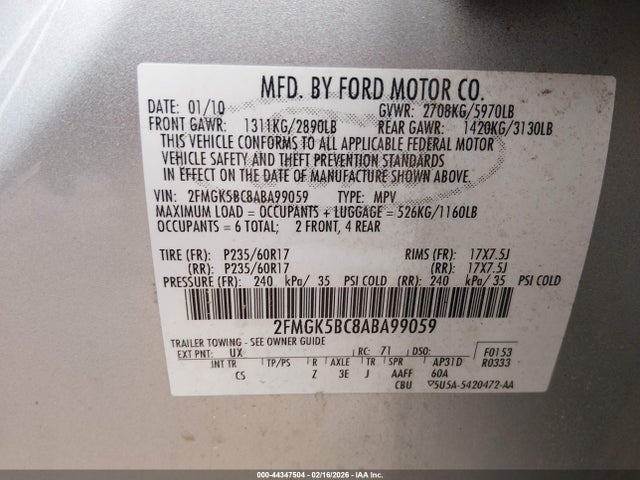 MFD. BY FORD MOTOR CO.
DATE: 01/10 GVWR: 2708KG/5970LB
FRONT GAWR: 1311KG/2890LB REAR GAWR: 1420KG/3130LB
THIS VEHICLE CONFORMS TO ALL APPLICABLE FEDERAL MOTOR
VEHICLE SAFETY AND THEFT PREVENTION STANDARDS
IN EFFECT ON THE DATE OF MANUFACTURE SHOWN ABOVE.
VIN: 2FMGK5BC8ABA99059 TYPE: MPV
MAXIMUM LOAD = OCCUPANTS + LUGGAGE = 526KG/1160LB
OCCUPANTS = 6 TOTAL; 2 FRONT, 4 REAR
TIRE (FR): P235/60R17 RIMS (FR): 17X7.5J
(RR): P235/60R17 (RR): 17X7.5J
PRESSURE (FR): 240 kPa/ 35 PSI COLD (RR): 240 kPa/ 35 PSI COLD
2FMGK5BC8ABA99059
TRAILER TOWING - SEE OWNER GUIDE
EXT PNT: UX RC: 71 DSO: F0153
INT TR TP/PS R AXLE TR SPR AP31D R0333
CS Z 3E J AAFF 60A
CBU 5U5A-5420472-AA
000-44347504 - 02/16/2026 - IAA Inc.